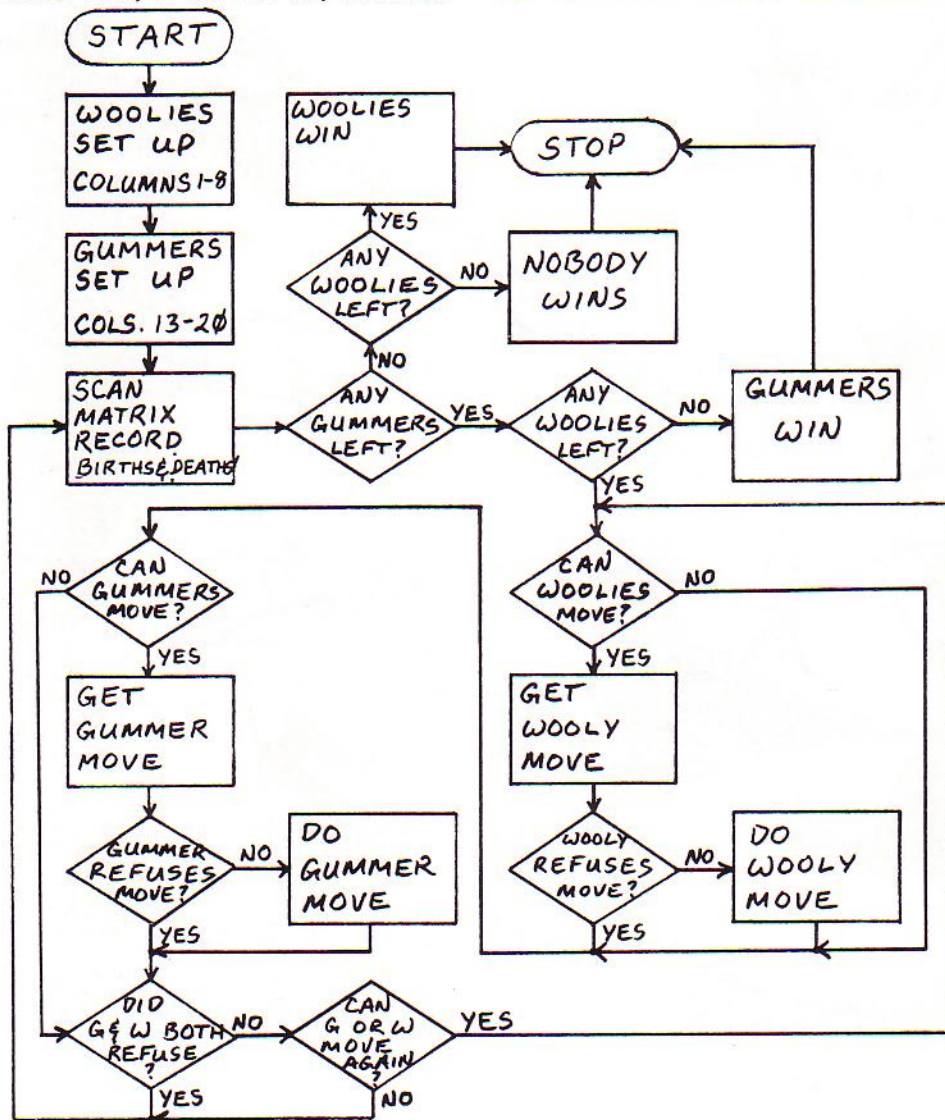 START
WOOLIES
SET UP
COLUMNS 1-8
GUMMERS
SET UP
COLS. 13-2Ø
SCAN
MATRIX
RECORD
BIRTHS & DEATHS
WOOLIES
WIN
STOP
YES
ANY
WOOLIES
LEFT?
NO
NOBODY
WINS
NO
ANY
GUMMERS
LEFT?
YES
ANY
WOOLIES
LEFT?
NO
GUMMERS
WIN
YES
CAN
WOOLIES
MOVE?
NO
YES
GET
WOOLY
MOVE
WOOLY
REFUSES
MOVE?
NO
DO
WOOLY
MOVE
YES
NO
CAN
GUMMERS
MOVE?
YES
GET
GUMMER
MOVE
GUMMER
REFUSES
MOVE?
NO
DO
GUMMER
MOVE
YES
DID
G & W BOTH
REFUSE
?
NO
CAN
G OR W
MOVE
AGAIN
?
YES
YES
NO